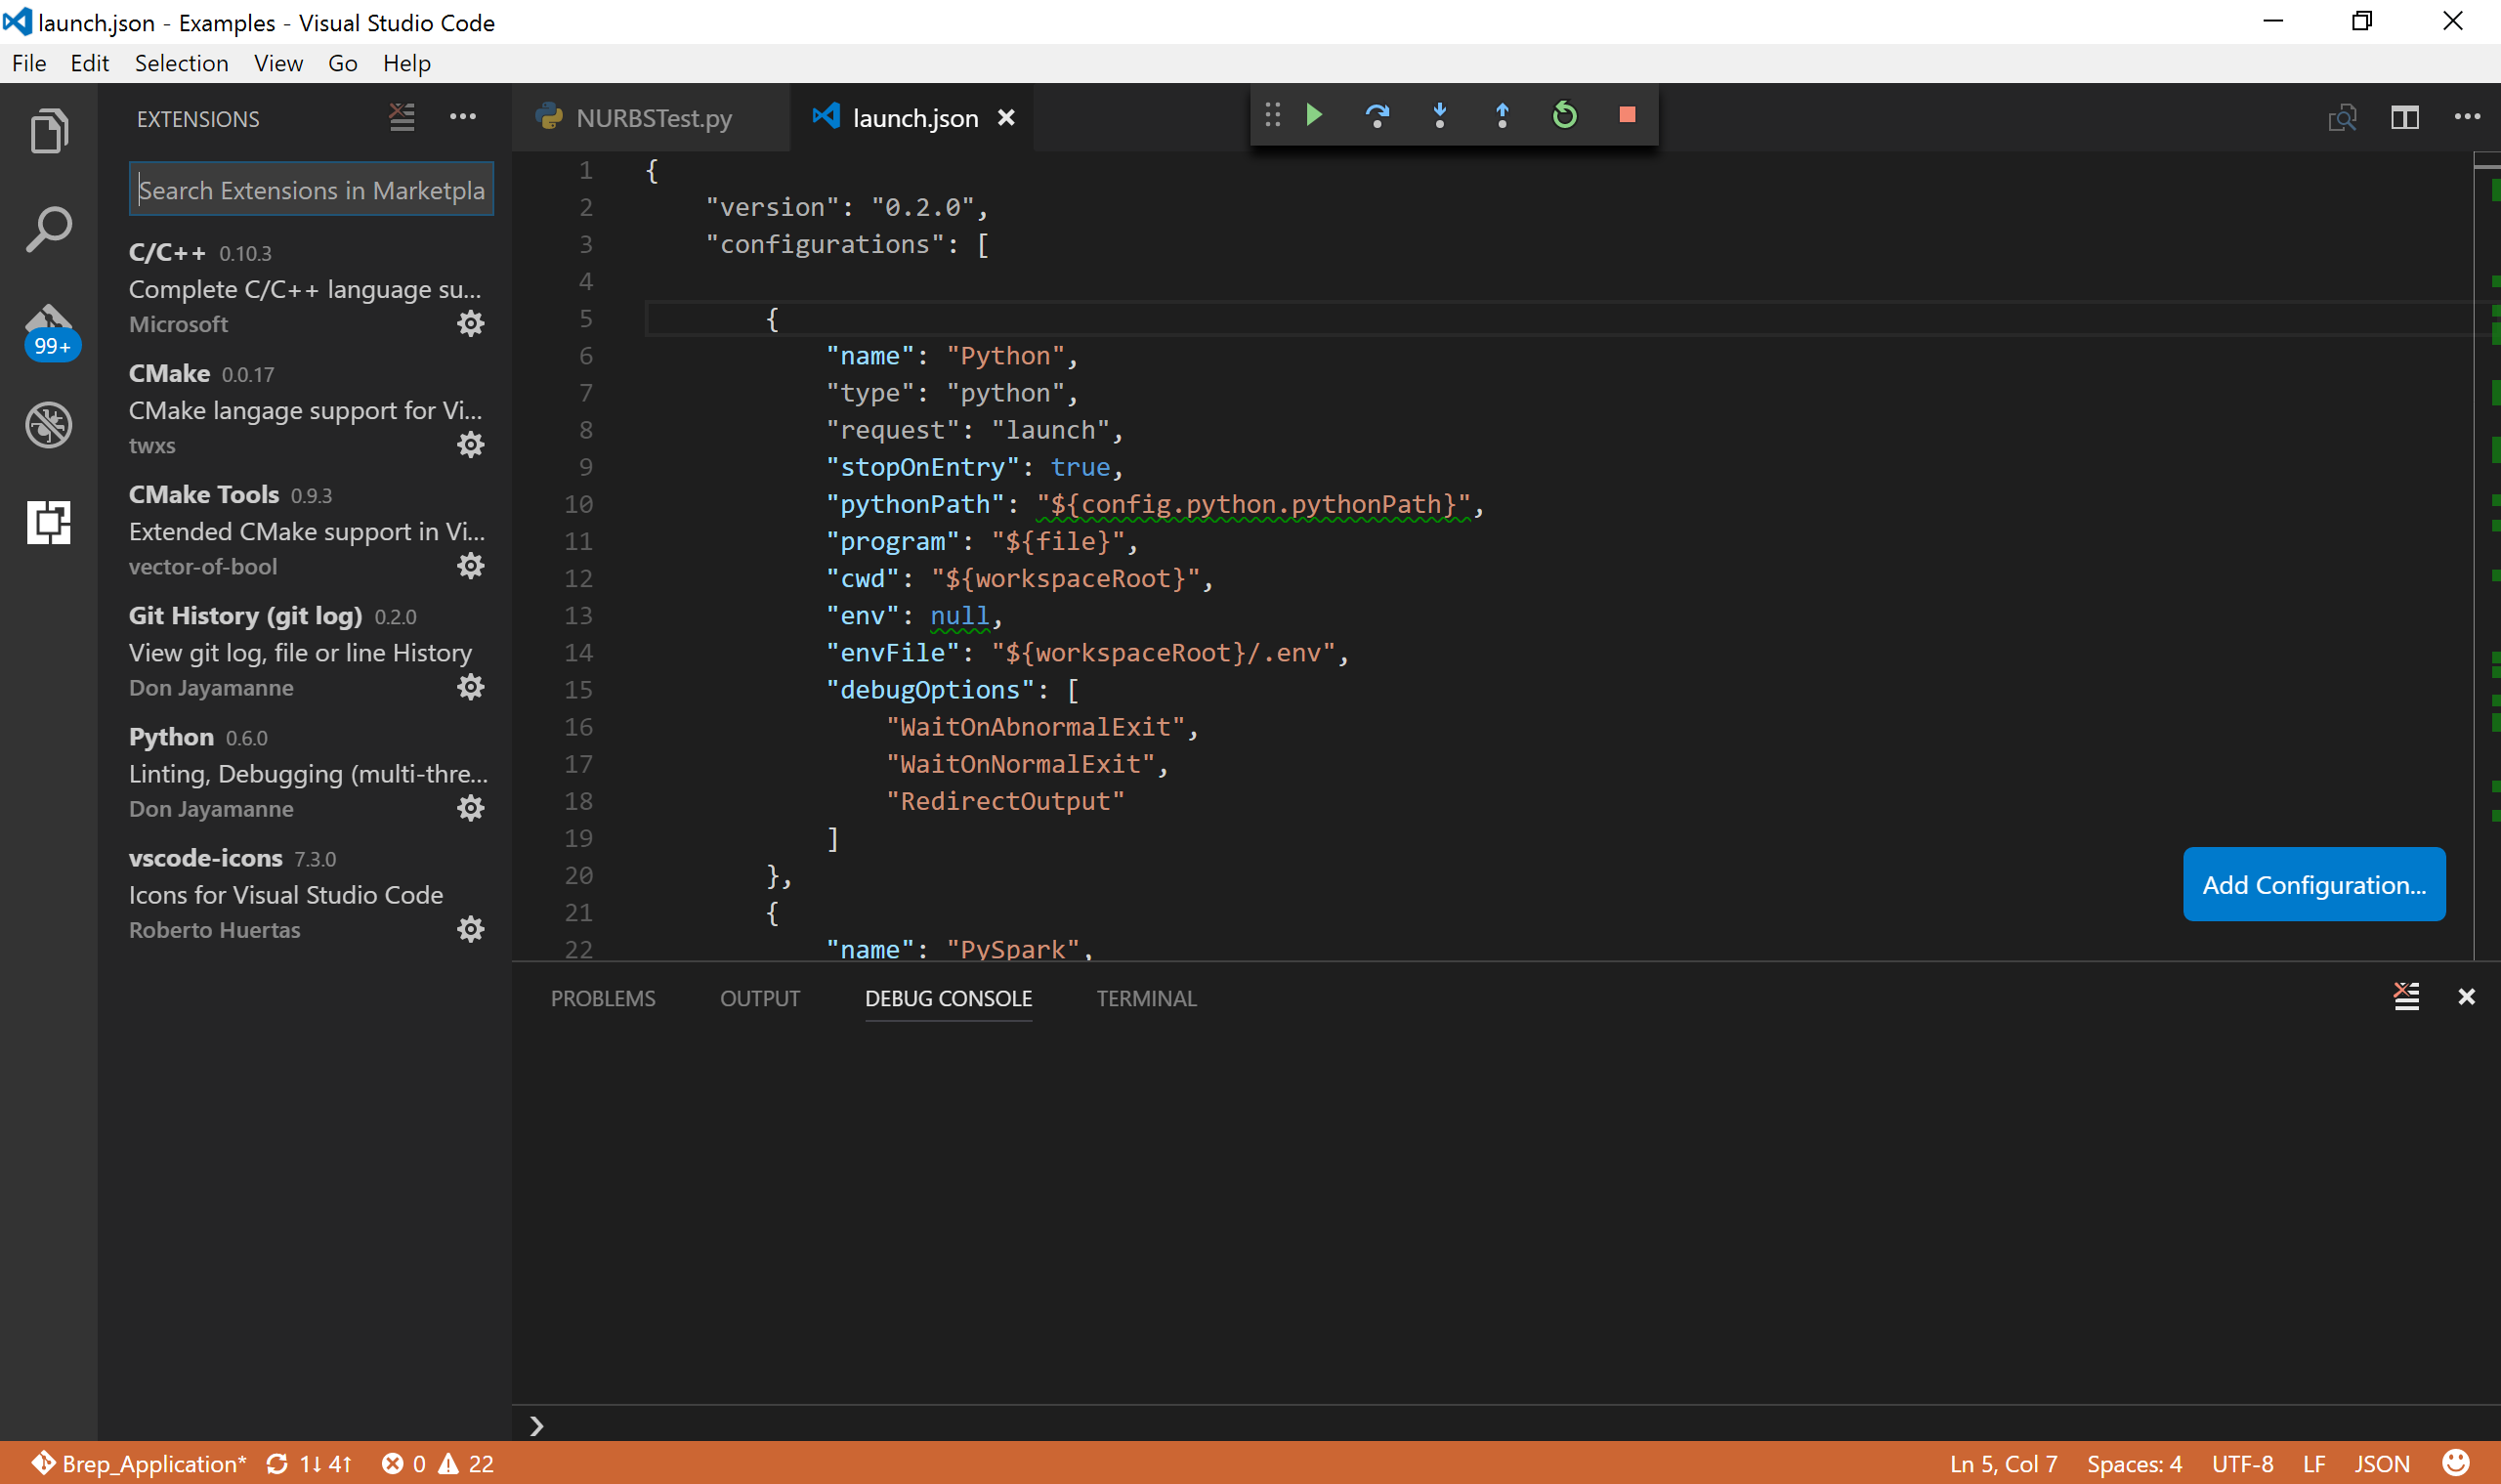 launch.json - Examples - Visual Studio Code
File Edit Selection View Go Help
EXTENSIONS
Search Extensions in Marketpla
C/C++ 0.10.3
Complete C/C++ language su...
Microsoft
CMake 0.0.17
CMake langage support for Vi...
twxs
CMake Tools 0.9.3
Extended CMake support in Vi...
vector-of-bool
Git History (git log) 0.2.0
View git log, file or line History
Don Jayamanne
Python 0.6.0
Linting, Debugging (multi-thre...
Don Jayamanne
vscode-icons 7.3.0
Icons for Visual Studio Code
Roberto Huertas
99+
NURBSTest.py launch.json
1 {
2 "version": "0.2.0",
3 "configurations": [
4
5 {
6 "name": "Python",
7 "type": "python",
8 "request": "launch",
9 "stopOnEntry": true,
10 "pythonPath": "${config.python.pythonPath}",
11 "program": "${file}",
12 "cwd": "${workspaceRoot}",
13 "env": null,
14 "envFile": "${workspaceRoot}/.env",
15 "debugOptions": [
16 "WaitOnAbnormalExit",
17 "WaitOnNormalExit",
18 "RedirectOutput"
19 ]
20 },
21 {
22 "name": "PySpark",
Add Configuration...
PROBLEMS OUTPUT DEBUG CONSOLE TERMINAL
Brep_Application* 1↓ 4↑ 0 22 Ln 5, Col 7 Spaces: 4 UTF-8 LF JSON